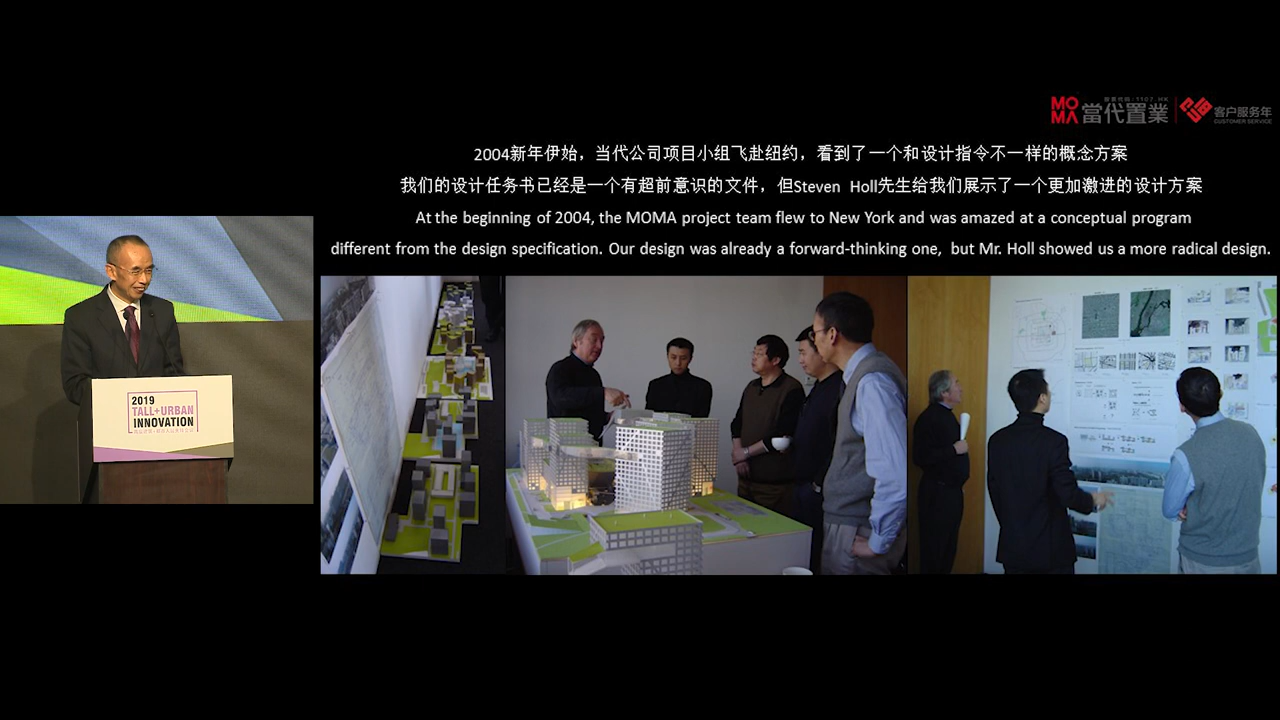 MOMA 當代置業 客户服务年
CUSTOMER SERVICE
2004新年伊始，当代公司项目小组飞赴纽约，看到了一个和设计指令不一样的概念方案
我们的设计任务书已经是一个有超前意识的文件，但Steven Holl先生给我们展示了一个更加激进的设计方案
At the beginning of 2004, the MOMA project team flew to New York and was amazed at a conceptual program
different from the design specification. Our design was already a forward-thinking one, but Mr. Holl showed us a more radical design.
2019
TALL+URBAN
INNOVATION